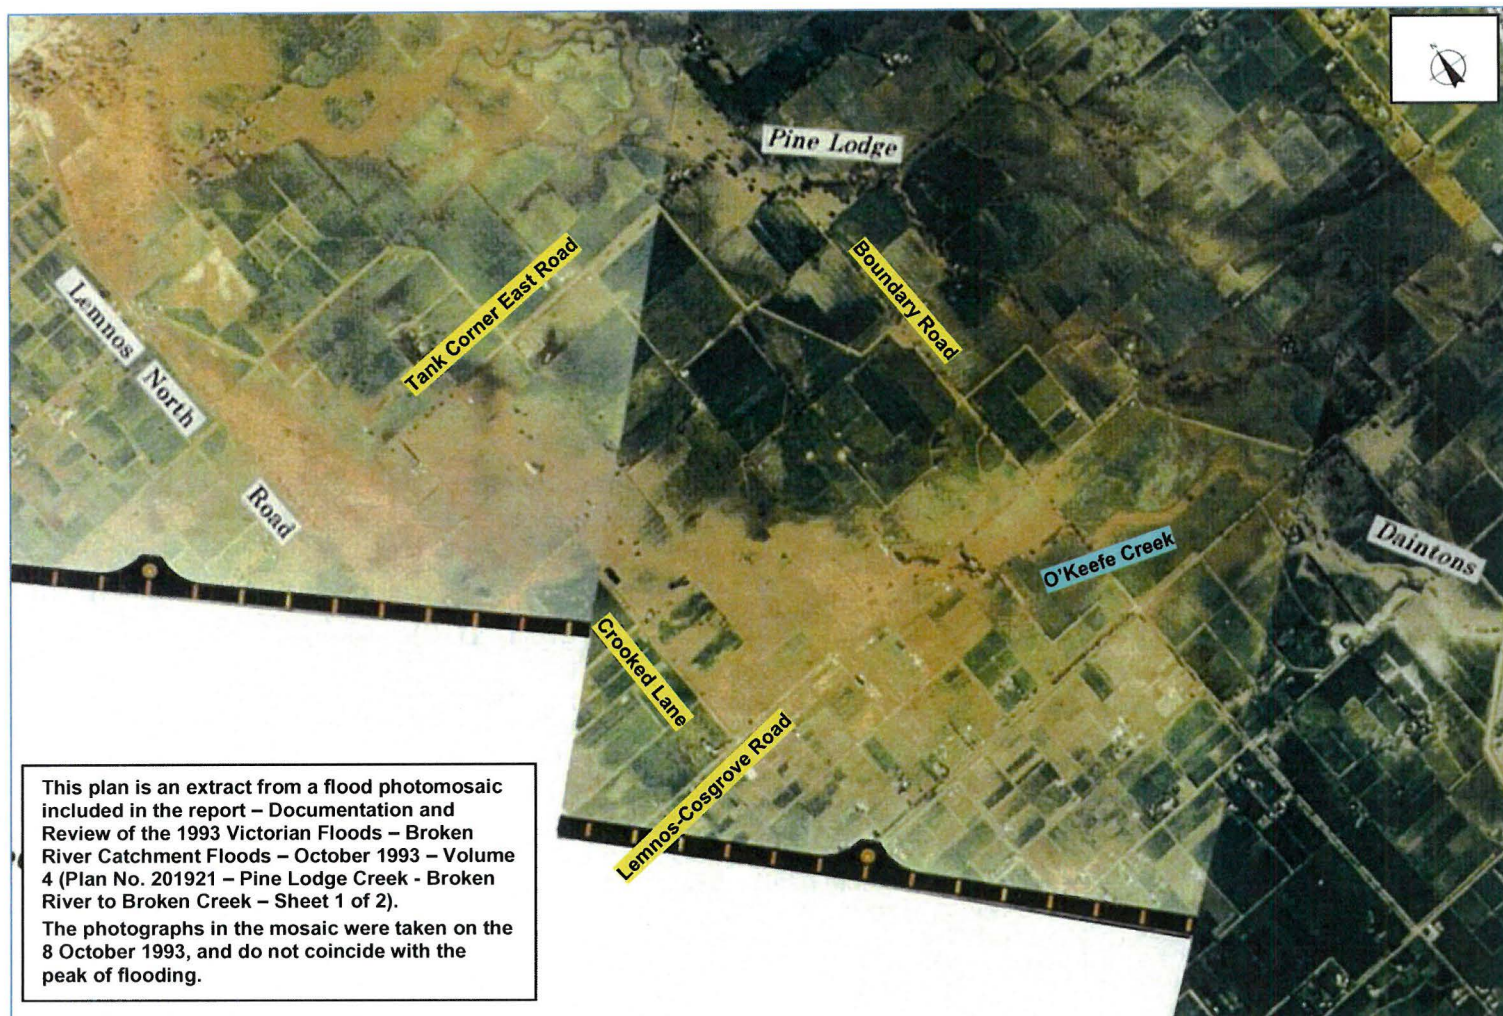 Pine Lodge
Boundary Road
Tank Corner East Road
Lemnos
North
Road
O'Keefe Creek
Daintons
Crooked Lane
Lemnos-Cosgrove Road
This plan is an extract from a flood photomosaic
included in the report – Documentation and
Review of the 1993 Victorian Floods – Broken
River Catchment Floods – October 1993 – Volume
4 (Plan No. 201921 – Pine Lodge Creek - Broken
River to Broken Creek – Sheet 1 of 2).
The photographs in the mosaic were taken on the
8 October 1993, and do not coincide with the
peak of flooding.